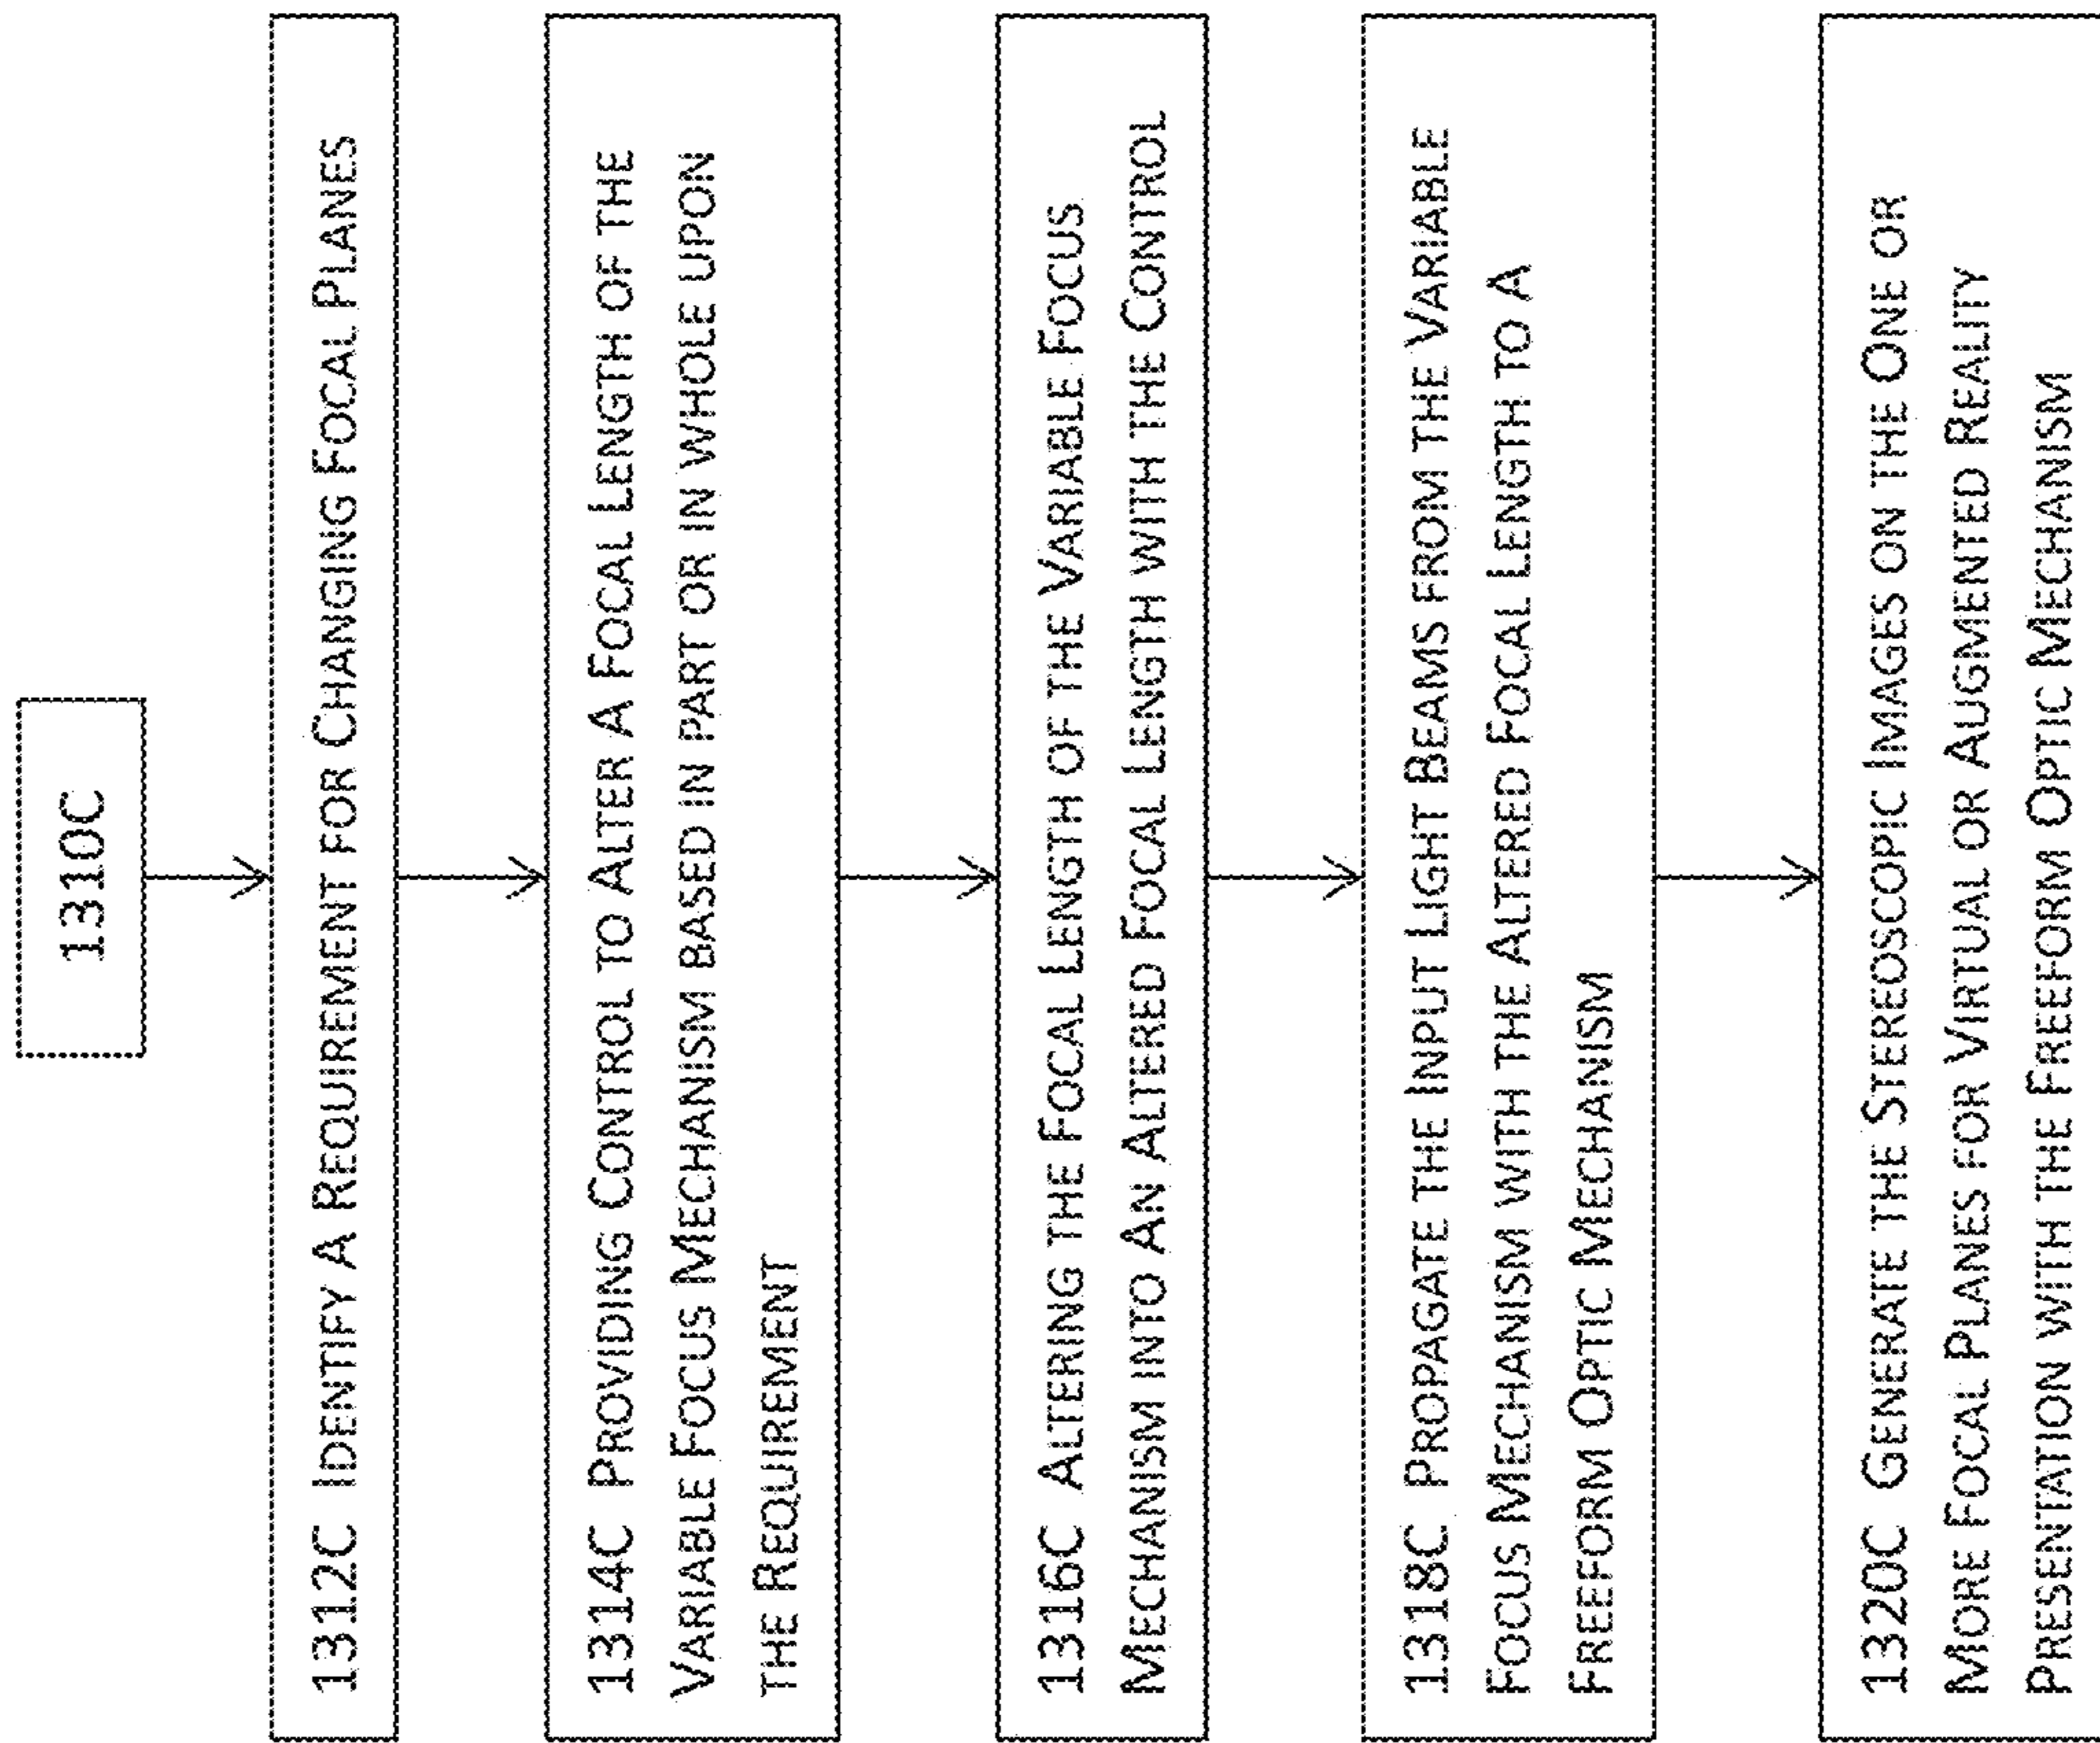 1310C
1312C Identify A Requirement for Changing Focal Planes
1314C Providing Control to Alter A Focal Length of the
Variable Focus Mechanism based in part or in whole upon
the Requirement
1316C Altering the Focal Length of the Variable Focus
Mechanism into An Altered Focal Length with the Control
1318C Propagate the Input Light Beams from the Variable
Focus Mechanism with the Altered Focal Length to a
Freeform Optic Mechanism
1320C Generate the Stereoscopic Images on the One or
More Focal Planes for Virtual or Augmented Reality
Presentation with the Freeform Optic Mechanism